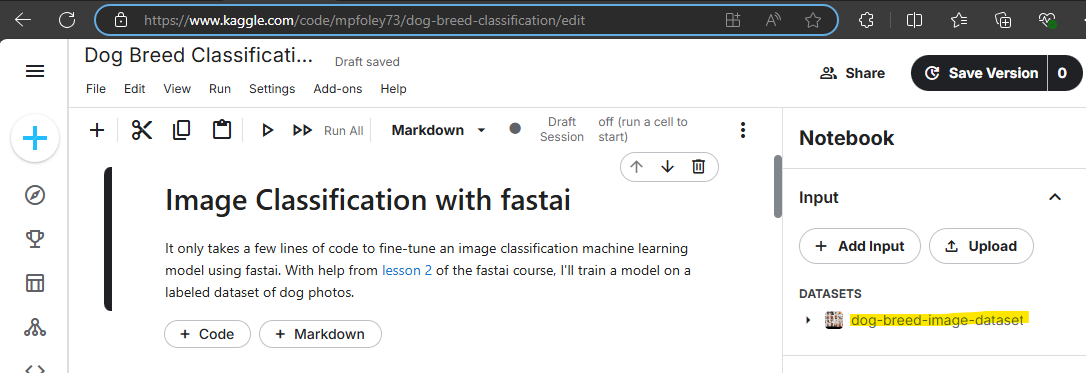 https://www.kaggle.com/code/mpfoley73/dog-breed-classification/edit
Dog Breed Classificati...
Draft saved
File Edit View Run Settings Add-ons Help
Share
Save Version
0
Run All
Markdown
Draft
Session
off (run a cell to
start)
Image Classification with fastai
It only takes a few lines of code to fine-tune an image classification machine learning
model using fastai. With help from lesson 2 of the fastai course, I'll train a model on a
labeled dataset of dog photos.
+ Code
+ Markdown
Notebook
Input
+ Add Input
Upload
DATASETS
dog-breed-image-dataset